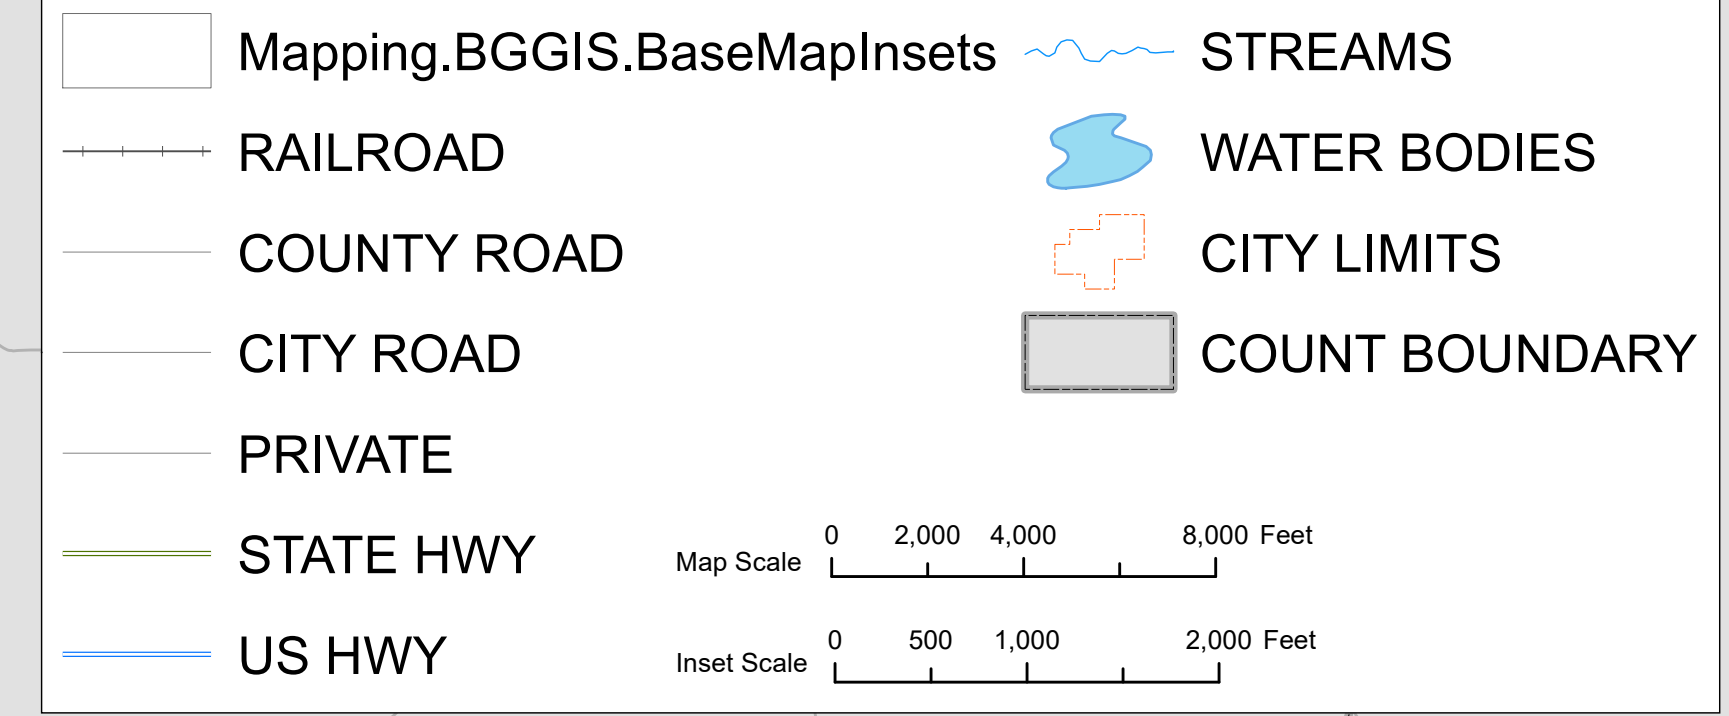 Mapping.BGGIS.BaseMapInsets
RAILROAD
COUNTY ROAD
CITY ROAD
PRIVATE
STATE HWY
US HWY
STREAMS
WATER BODIES
CITY LIMITS
COUNT BOUNDARY
0 2,000 4,000 8,000 Feet
Map Scale
0 500 1,000 2,000 Feet
Inset Scale